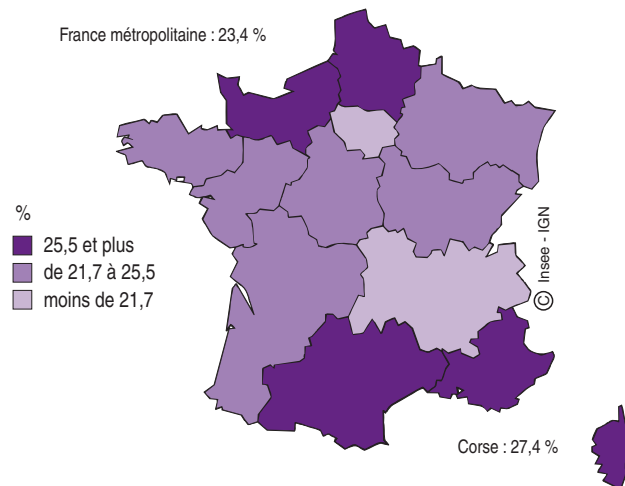 France métropolitaine : 23,4 %
%
25,5 et plus
de 21,7 à 25,5
moins de 21,7
© Insee - IGN
Corse : 27,4 %